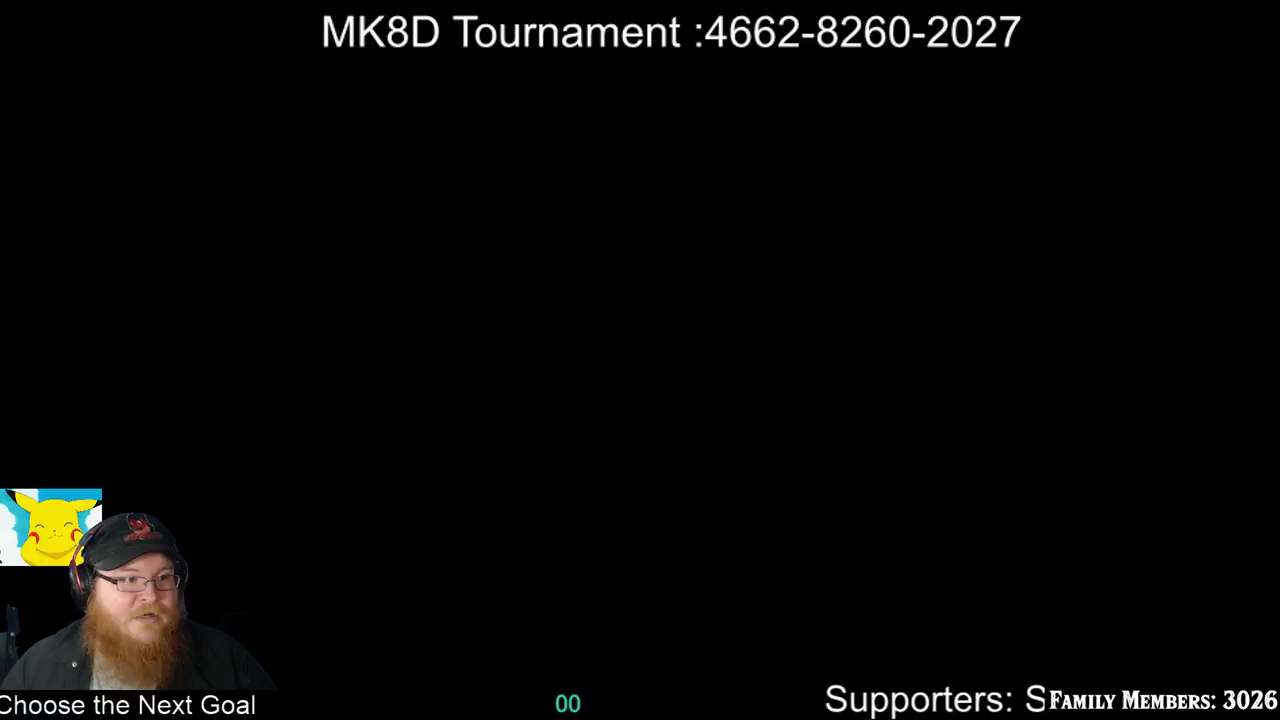 MK8D Tournament :4662-8260-2027
Choose the Next Goal
00
Supporters: S
Family Members: 3026